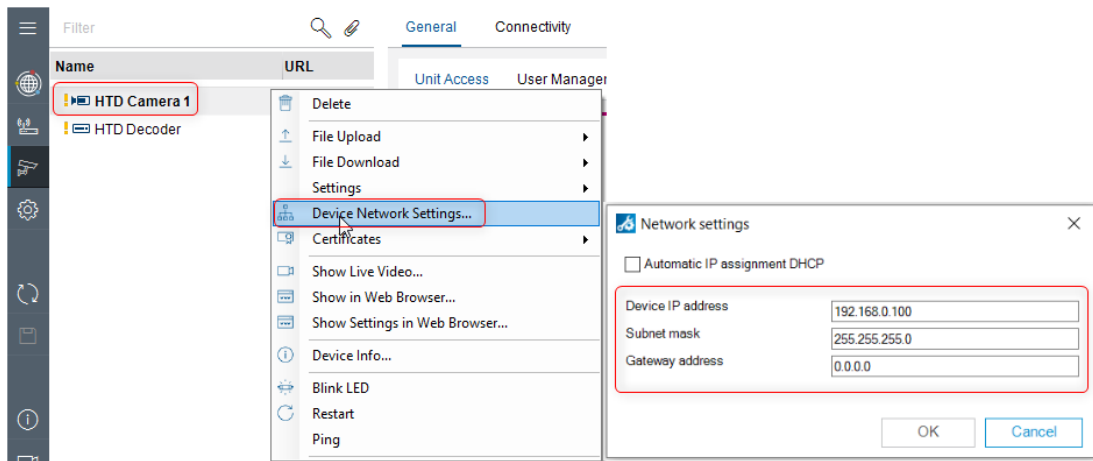 Filter
General Connectivity
Name URL
Unit Access User Manager
HTD Camera 1
HTD Decoder
Delete
File Upload
File Download
Settings
Device Network Settings...
Certificates
Show Live Video...
Show in Web Browser...
Show Settings in Web Browser...
Device Info...
Blink LED
Restart
Ping
Network settings
Automatic IP assignment DHCP
Device IP address 192.168.0.100
Subnet mask 255.255.255.0
Gateway address 0.0.0.0
OK Cancel